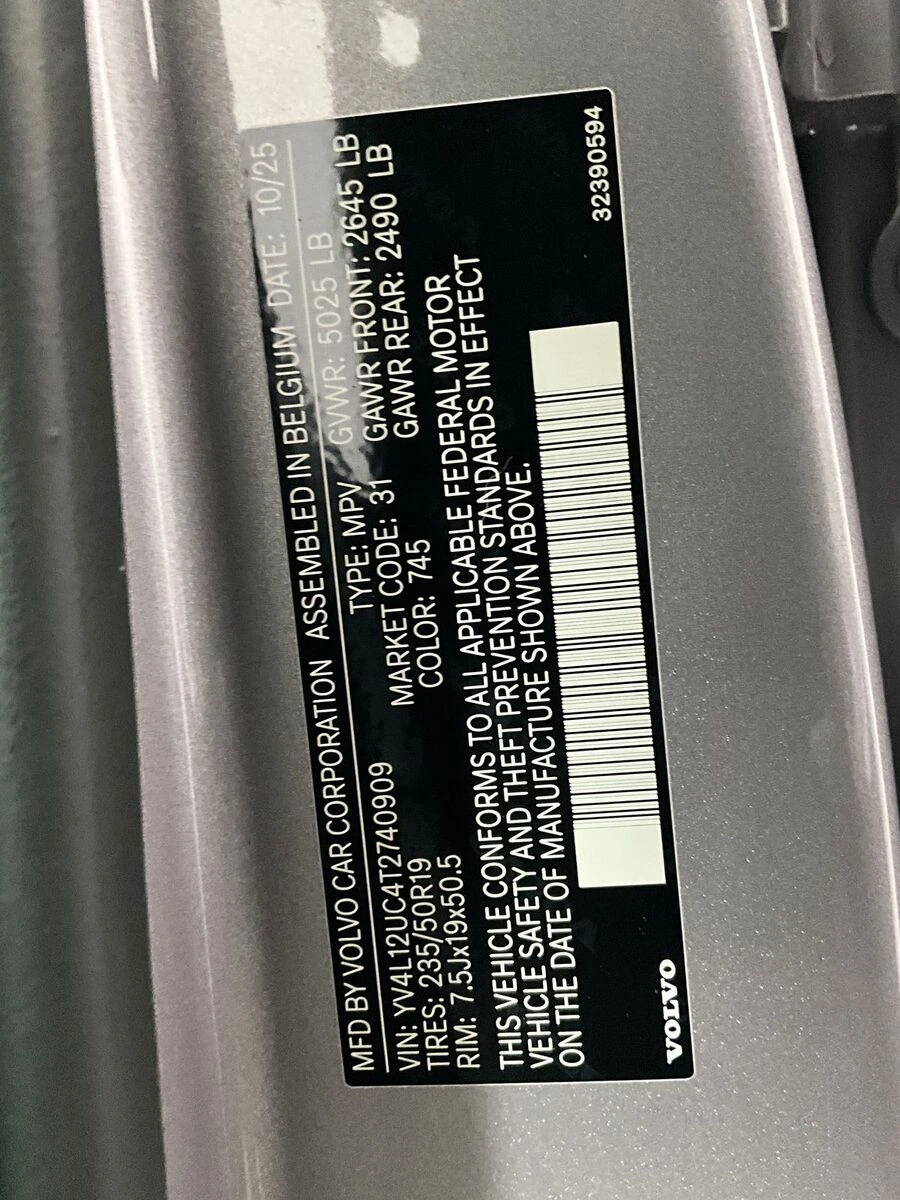 MFD BY VOLVO CAR CORPORATION ASSEMBLED IN BELGIUM DATE: 10/25
VIN: YV4L12UC4T2740909 TYPE: MPV GVWR: 5025 LB
TIRES: 235/50R19 MARKET CODE: 31 GAWR FRONT: 2645 LB
RIM: 7.5Jx19x50.5 COLOR: 745 GAWR REAR: 2490 LB
THIS VEHICLE CONFORMS TO ALL APPLICABLE FEDERAL MOTOR
VEHICLE SAFETY AND THEFT PREVENTION STANDARDS IN EFFECT
ON THE DATE OF MANUFACTURE SHOWN ABOVE.
VOLVO 32390594